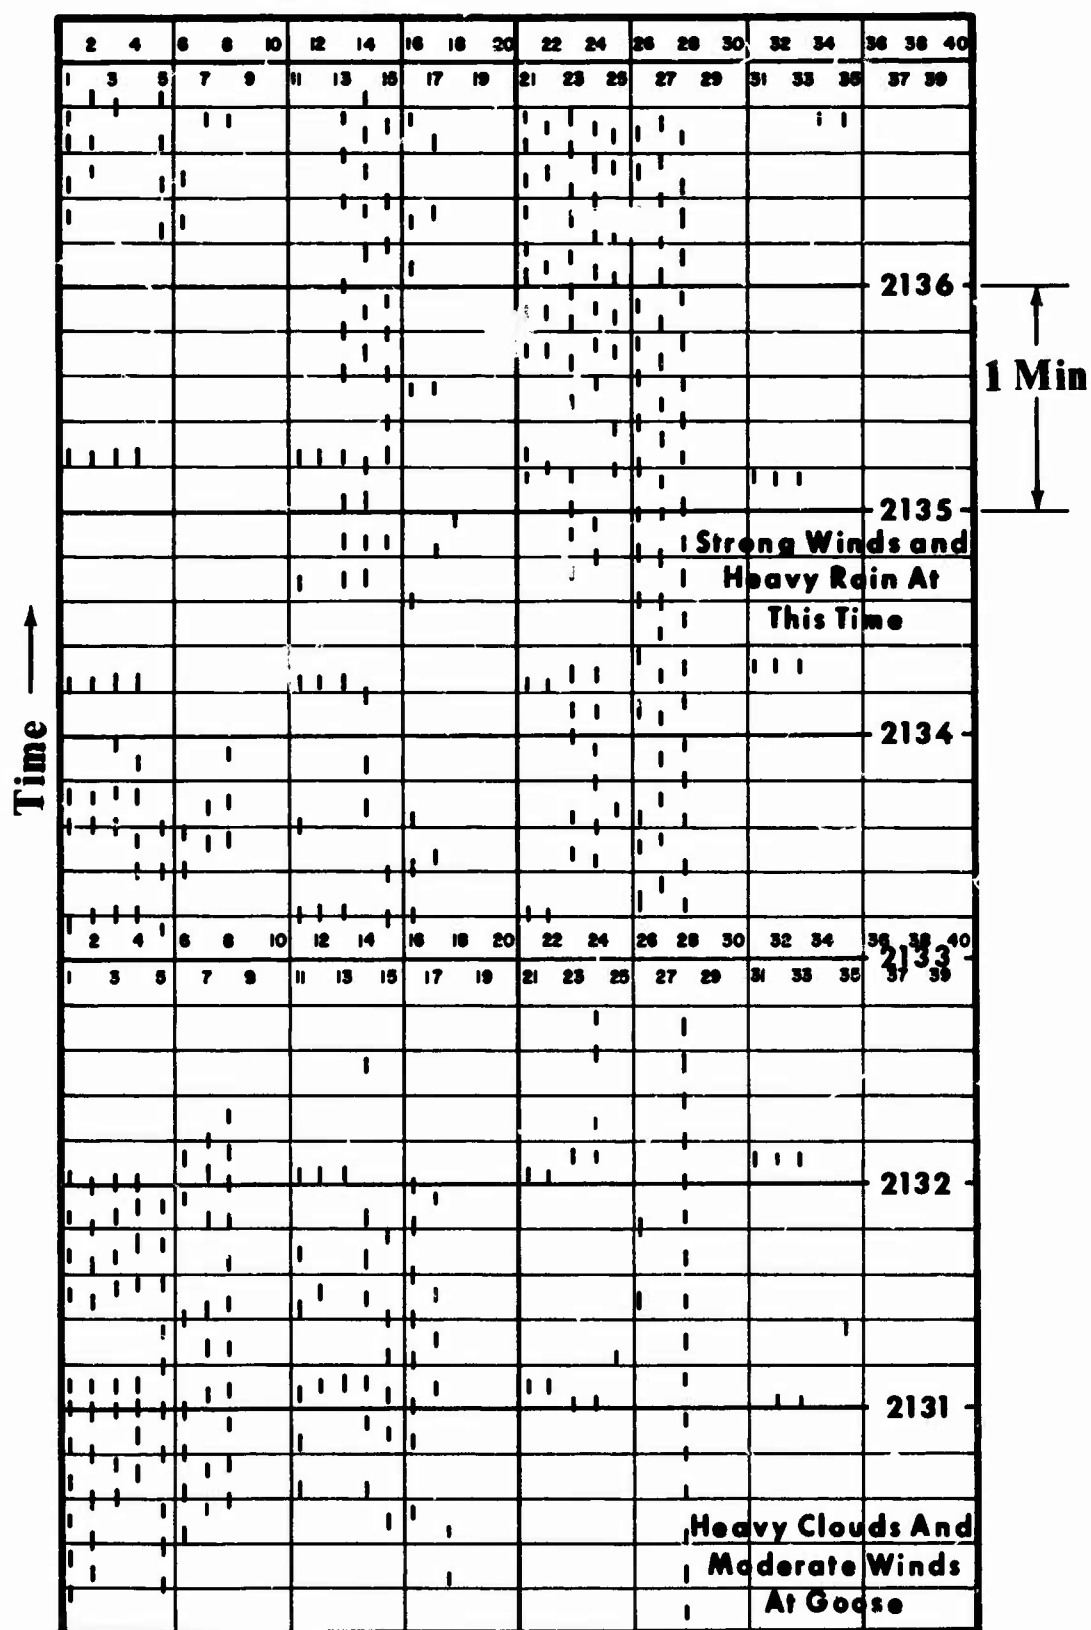 2 4 6 8 10 12 14 16 18 20 22 24 26 28 30 32 34 36 38 40
1 3 5 7 9 11 13 15 17 19 21 23 25 27 29 31 33 35 37 39
2136
1 Min
2135
Strong Winds and
Heavy Rain At
This Time
Time
2134
2 4 6 8 10 12 14 16 18 20 22 24 26 28 30 32 34 36 38 40
2133
1 3 5 7 9 11 13 15 17 19 21 23 25 27 29 31 33 35 37 39
2132
2131
Heavy Clouds And
Moderate Winds
At Goose